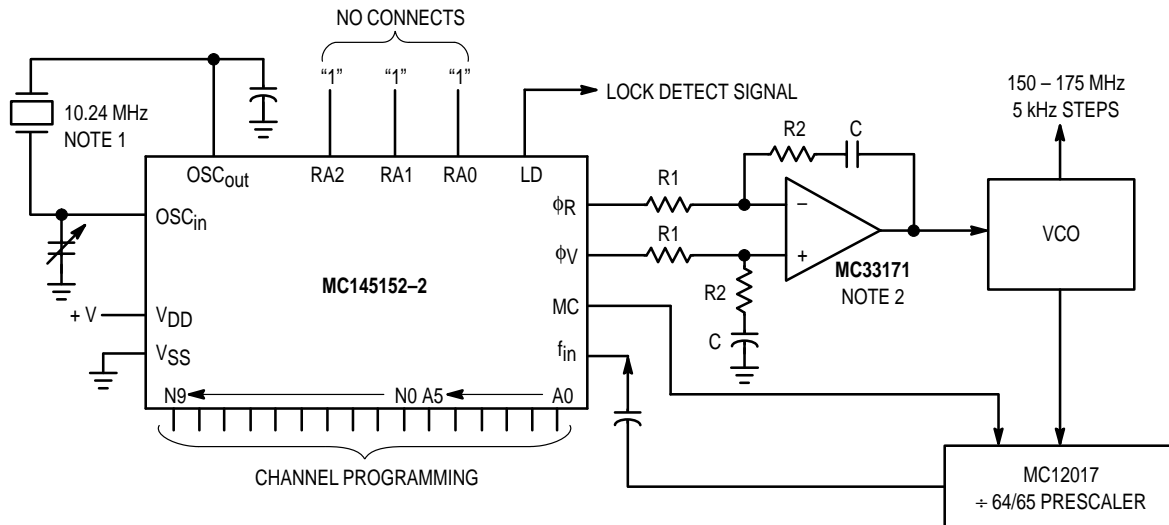 NO CONNECTS
“1” “1” “1”
10.24 MHz
NOTE 1
LOCK DETECT SIGNAL
150 – 175 MHz
5 kHz STEPS
R2 C
OSCout RA2 RA1 RA0 LD
R1
ϕR
OSCin
–
VCO
R1
ϕV
+
MC33171
NOTE 2
MC145152–2
R2
MC
+ V VDD
C
VSS
fin
N9 N0 A5 A0
CHANNEL PROGRAMMING
MC12017
÷ 64/65 PRESCALER